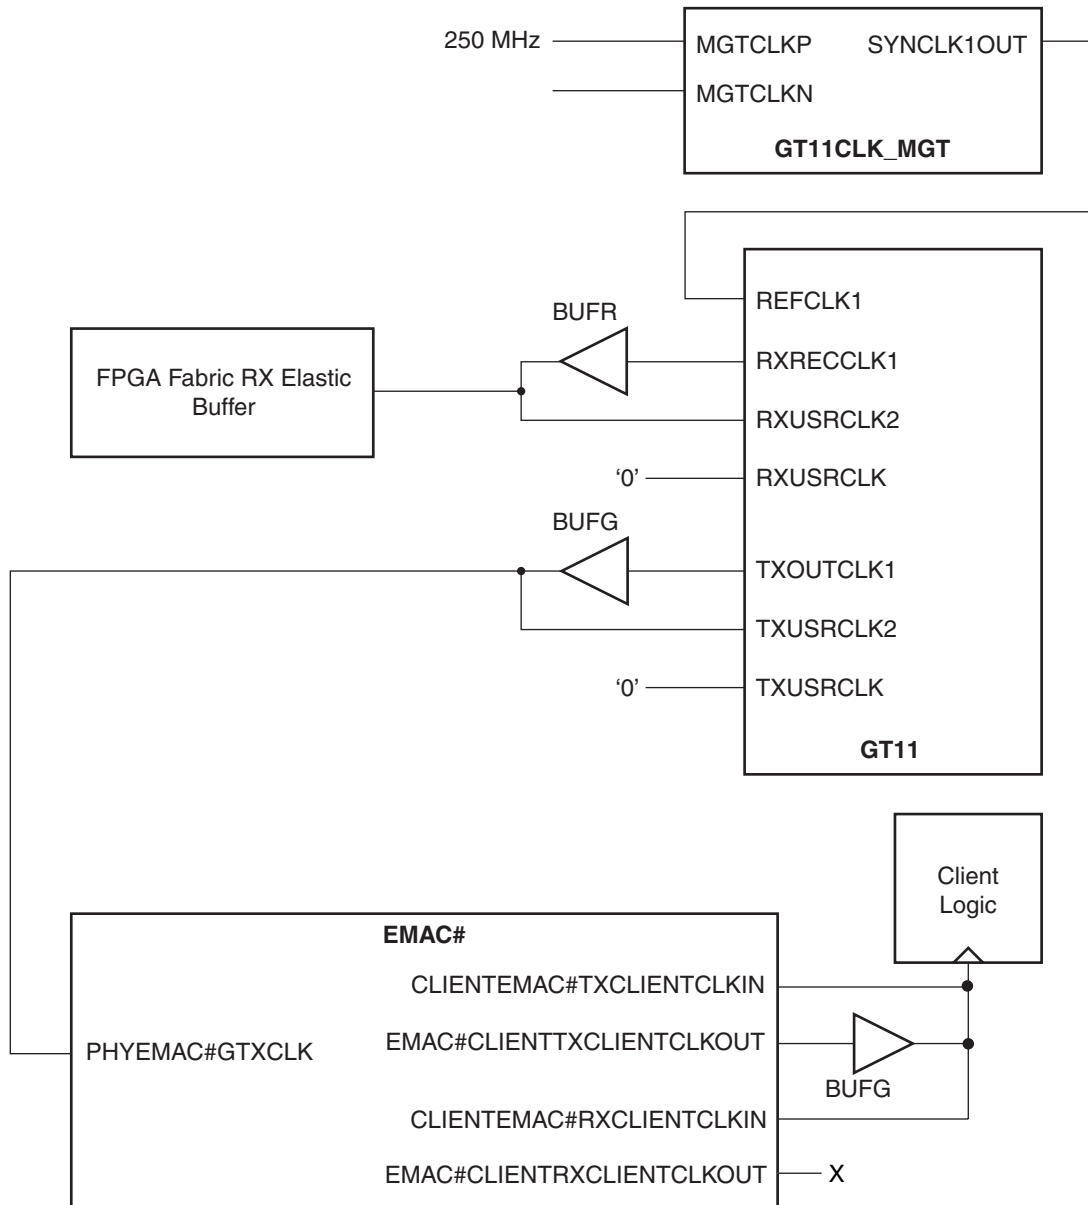 250 MHz
MGTCLKP
SYNCLK1OUT
MGTCLKN
GT11CLK_MGT
REFCLK1
BUFR
RXRECCLK1
FPGA Fabric RX Elastic
Buffer
RXUSRCLK2
‘0’
RXUSRCLK
BUFG
TXOUTCLK1
TXUSRCLK2
‘0’
TXUSRCLK
GT11
Client
Logic
EMAC#
CLIENTEMAC#TXCLIENTCLKIN
PHYEMAC#GTXCLK
EMAC#CLIENTTXCLIENTCLKOUT
BUFG
CLIENTEMAC#RXCLIENTCLKIN
EMAC#CLIENTRXCLIENTCLKOUT
X